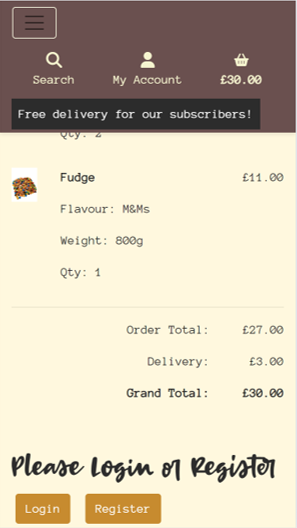 Search My Account £30.00
Free delivery for our subscribers!
Qty: 2
Fudge £11.00
Flavour: M&Ms
Weight: 800g
Qty: 1
Order Total: £27.00
Delivery: £3.00
Grand Total: £30.00
Please Login or Register
Login Register